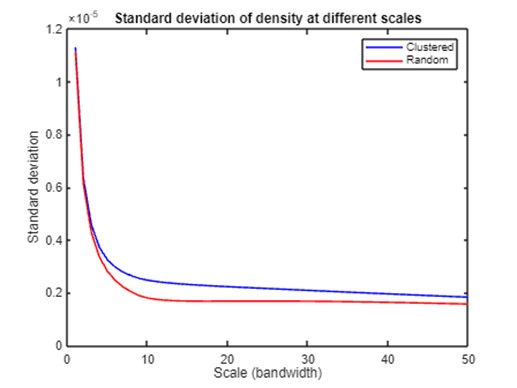 ×10⁻⁵
Standard deviation of density at different scales
Clustered
Random
1.2
1
0.8
0.6
0.4
0.2
0
Standard deviation
0 10 20 30 40 50
Scale (bandwidth)